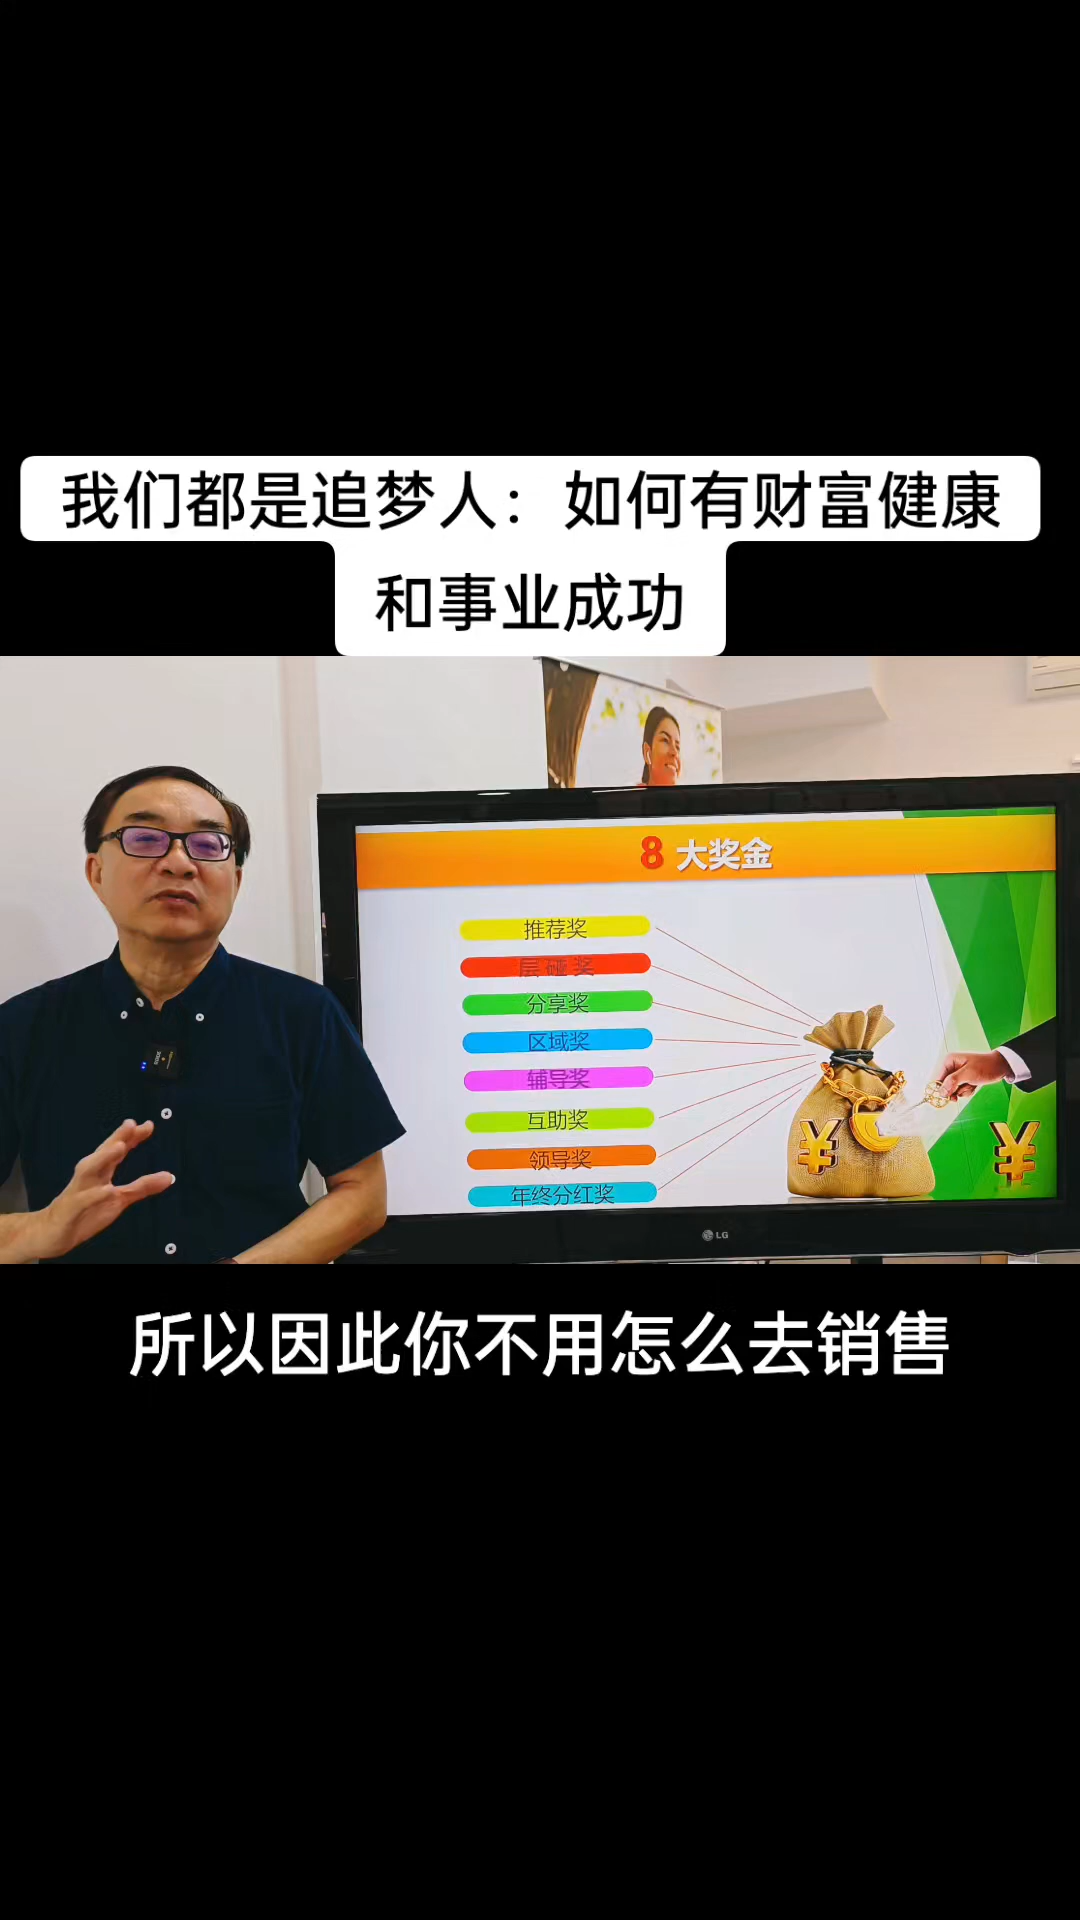 我们都是追梦人：如何有财富健康
和事业成功
8 大奖金
推荐奖
层碰奖
分享奖
区域奖
辅导奖
互助奖
领导奖
年终分红奖
¥
¥
LG
所以因此你不用怎么去销售